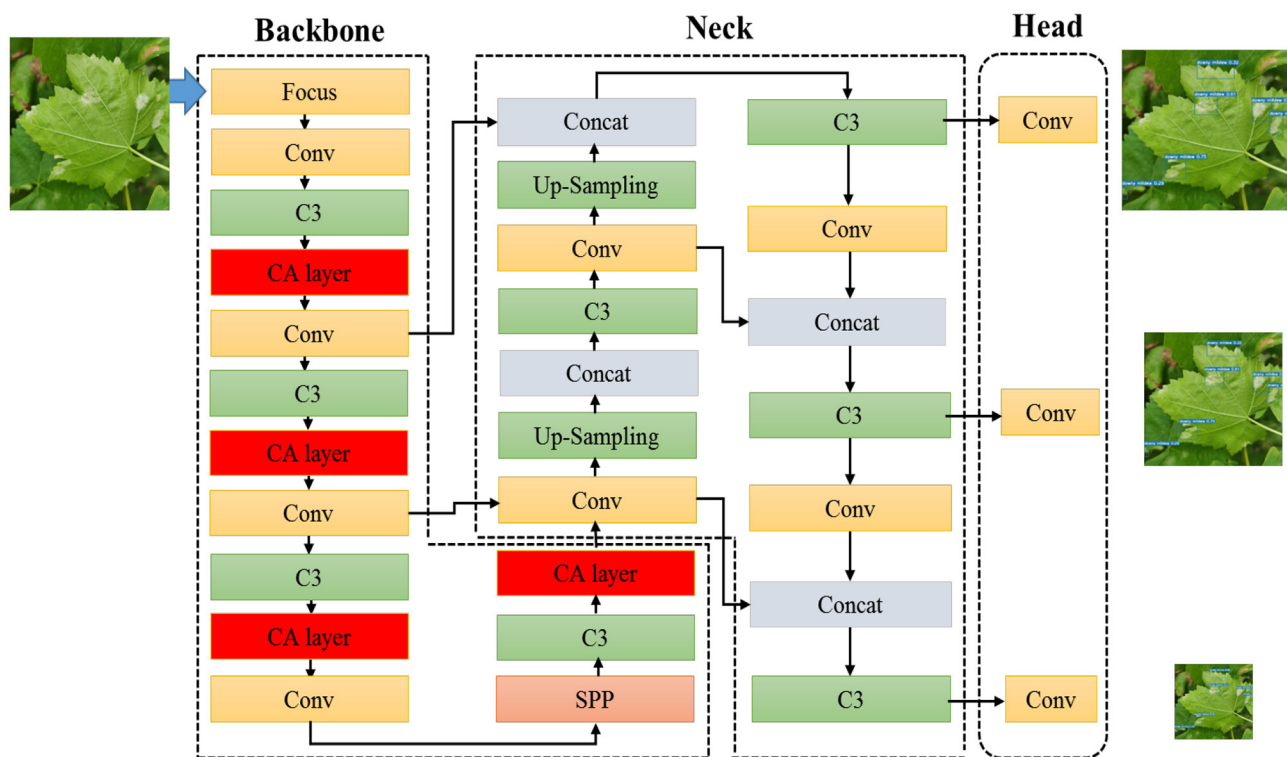 Backbone
Neck
Head
Focus
Conv
C3
CA layer
Conv
C3
CA layer
Conv
C3
CA layer
Conv
SPP
C3
CA layer
Conv
Up-Sampling
Concat
C3
Conv
Up-Sampling
Concat
C3
Conv
Concat
C3
Conv
Concat
C3
Conv
Conv
Conv